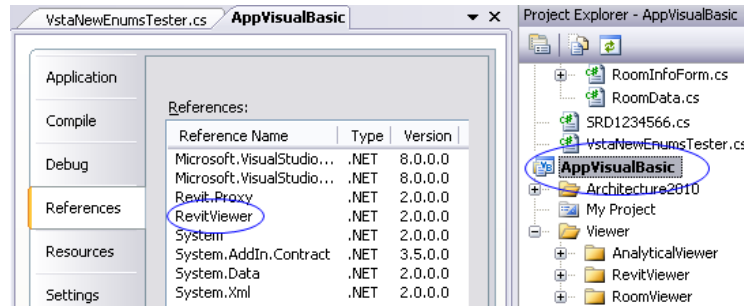 VstaNewEnumsTester.cs AppVisualBasic
Application
Compile
Debug
References
Resources
Settings
References:
Reference Name Type Version
Microsoft.VisualStudio... .NET 8.0.0.0
Microsoft.VisualStudio... .NET 8.0.0.0
Revit.Proxy .NET 2.0.0.0
RevitViewer .NET 2.0.0.0
System .NET 2.0.0.0
System.AddIn.Contract .NET 3.5.0.0
System.Data .NET 2.0.0.0
System.Xml .NET 2.0.0.0
Project Explorer - AppVisualBasic
RoomInfoForm.cs
RoomData.cs
SRD1234566.cs
VstaNewEnumsTester.cs
AppVisualBasic
Architecture2010
My Project
Viewer
AnalyticalViewer
RevitViewer
RoomViewer